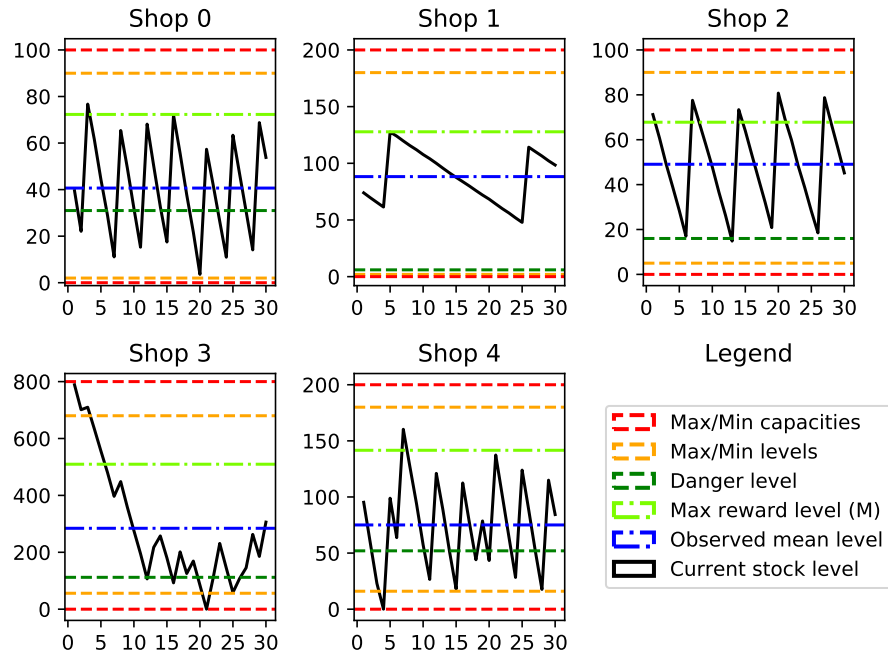 Shop 0
Shop 1
Shop 2
100
80
60
40
20
0
0 5 10 15 20 25 30
200
150
100
50
0
0 5 10 15 20 25 30
100
80
60
40
20
0
0 5 10 15 20 25 30
Shop 3
Shop 4
Legend
800
600
400
200
0
0 5 10 15 20 25 30
200
150
100
50
0
0 5 10 15 20 25 30
Max/Min capacities
Max/Min levels
Danger level
Max reward level (M)
Observed mean level
Current stock level